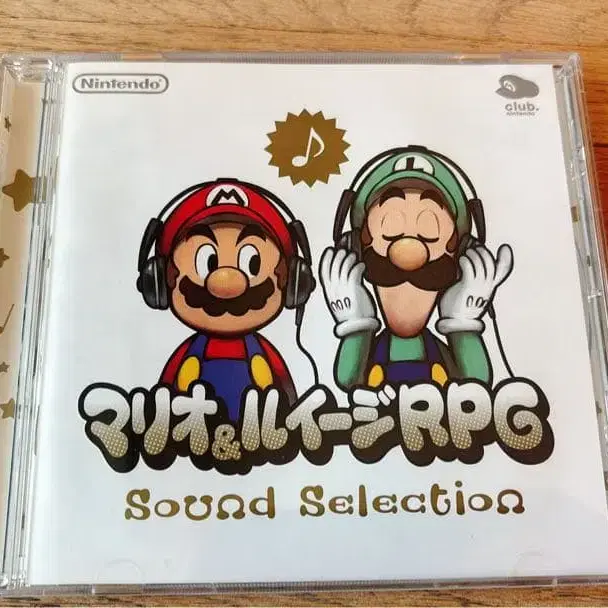 Nintendo
club.
nintendo
M
L
マリオ&ルイージRPG
Sound Selection